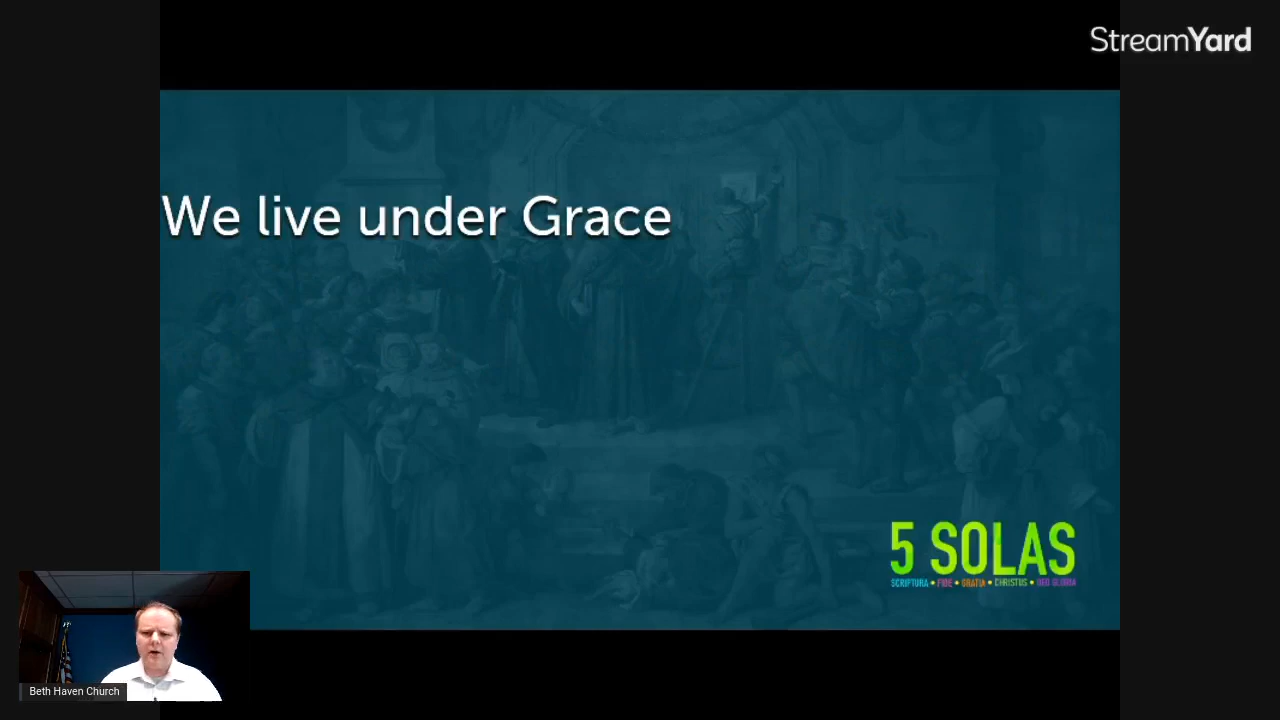 StreamYard
We live under Grace
5 SOLAS
SCRIPTURA • FIDE • GRATIA • CHRISTUS • DEO GLORIA
Beth Haven Church